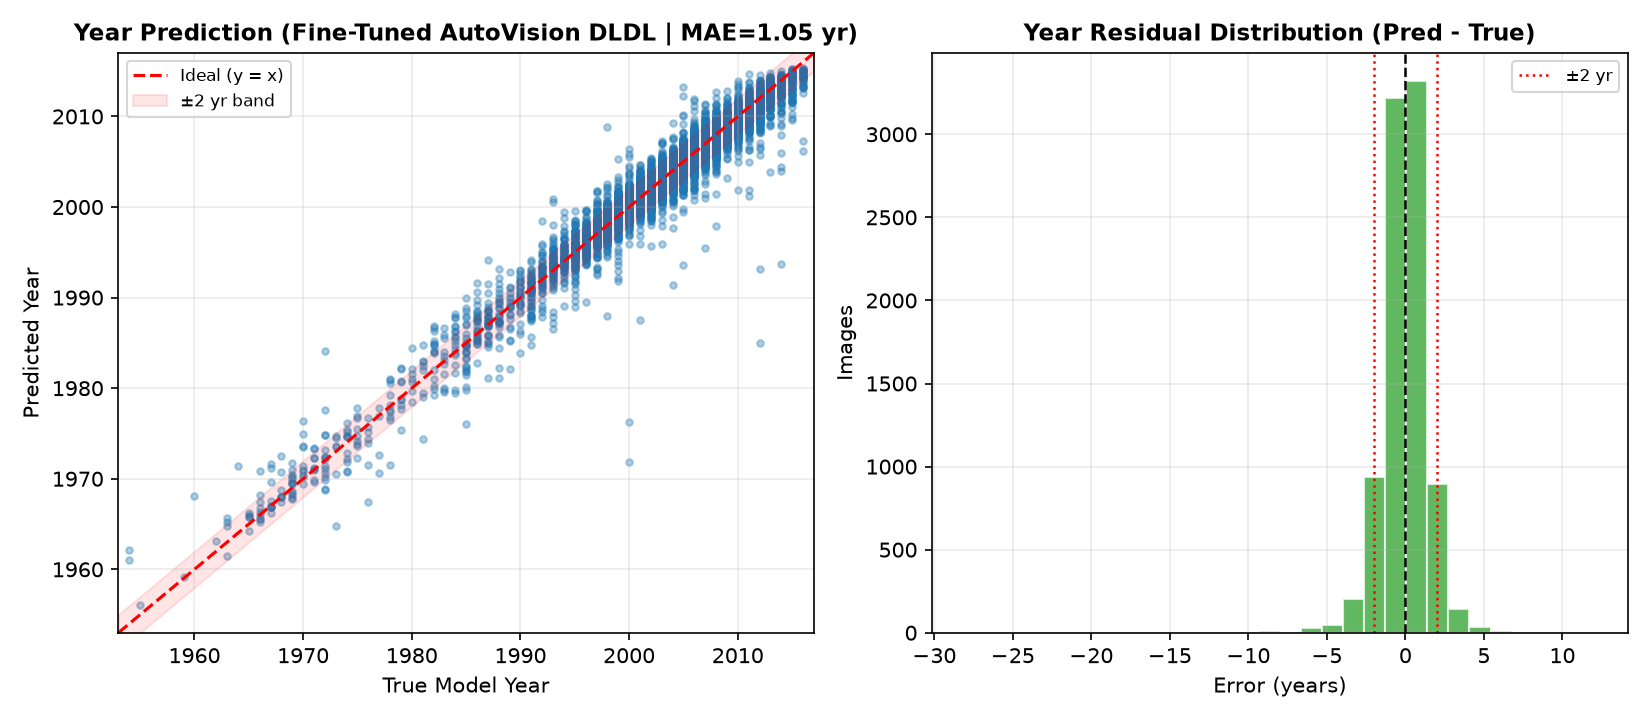 Year Prediction (Fine-Tuned AutoVision DLDL | MAE=1.05 yr)
Ideal (y = x)
±2 yr band
Predicted Year
2010
2000
1990
1980
1970
1960
1960 1970 1980 1990 2000 2010
True Model Year
Year Residual Distribution (Pred - True)
±2 yr
Images
3000
2500
2000
1500
1000
500
0
−30 −25 −20 −15 −10 −5 0 5 10
Error (years)